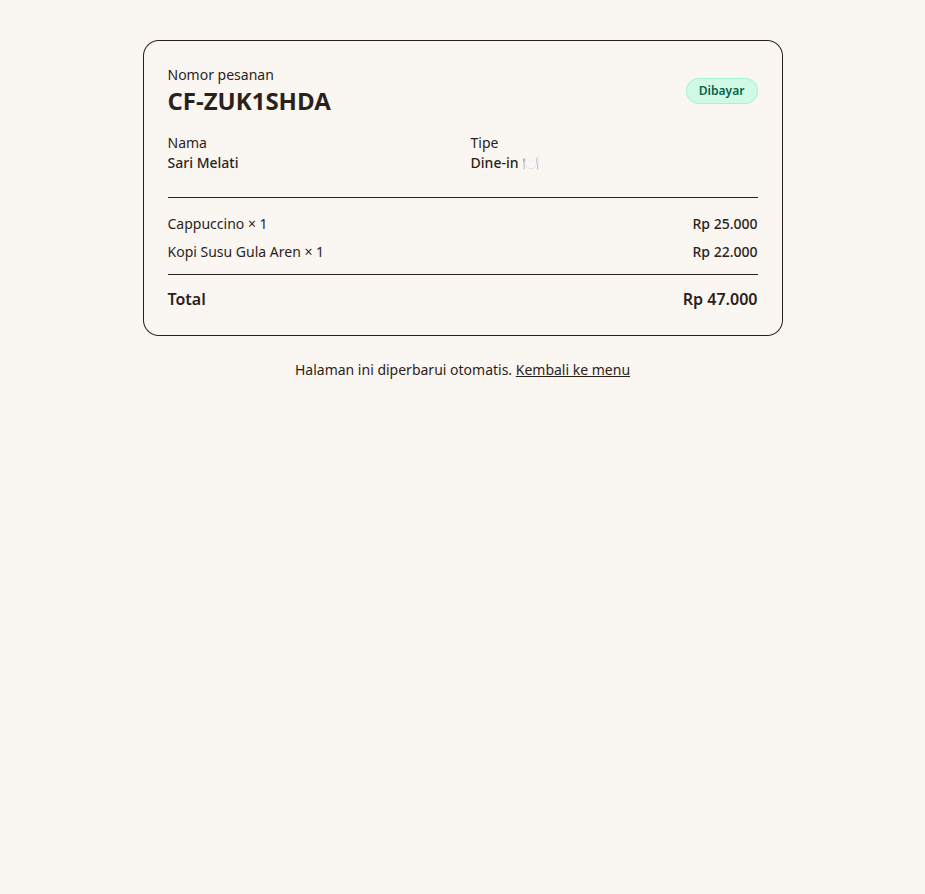 Nomor pesanan
CF-ZUK1SHDA
Dibayar
Nama
Sari Melati
Tipe
Dine-in 🍽️
Cappuccino × 1 Rp 25.000
Kopi Susu Gula Aren × 1 Rp 22.000
Total Rp 47.000
Halaman ini diperbarui otomatis. Kembali ke menu